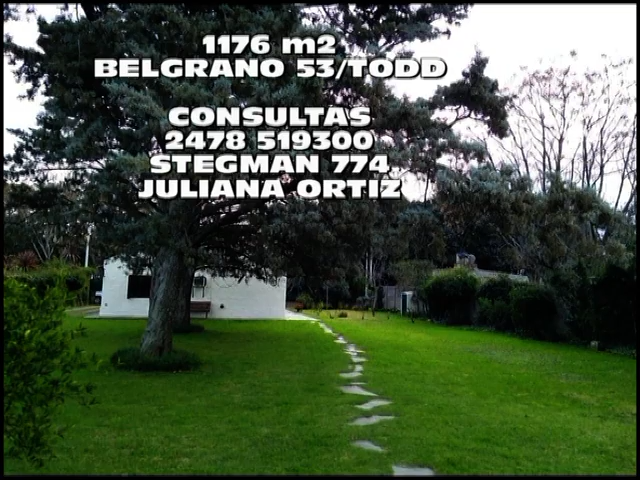 1176 m2
BELGRANO 53/TODD
CONSULTAS
2478 519300
STEGMAN 774
JULIANA ORTIZ